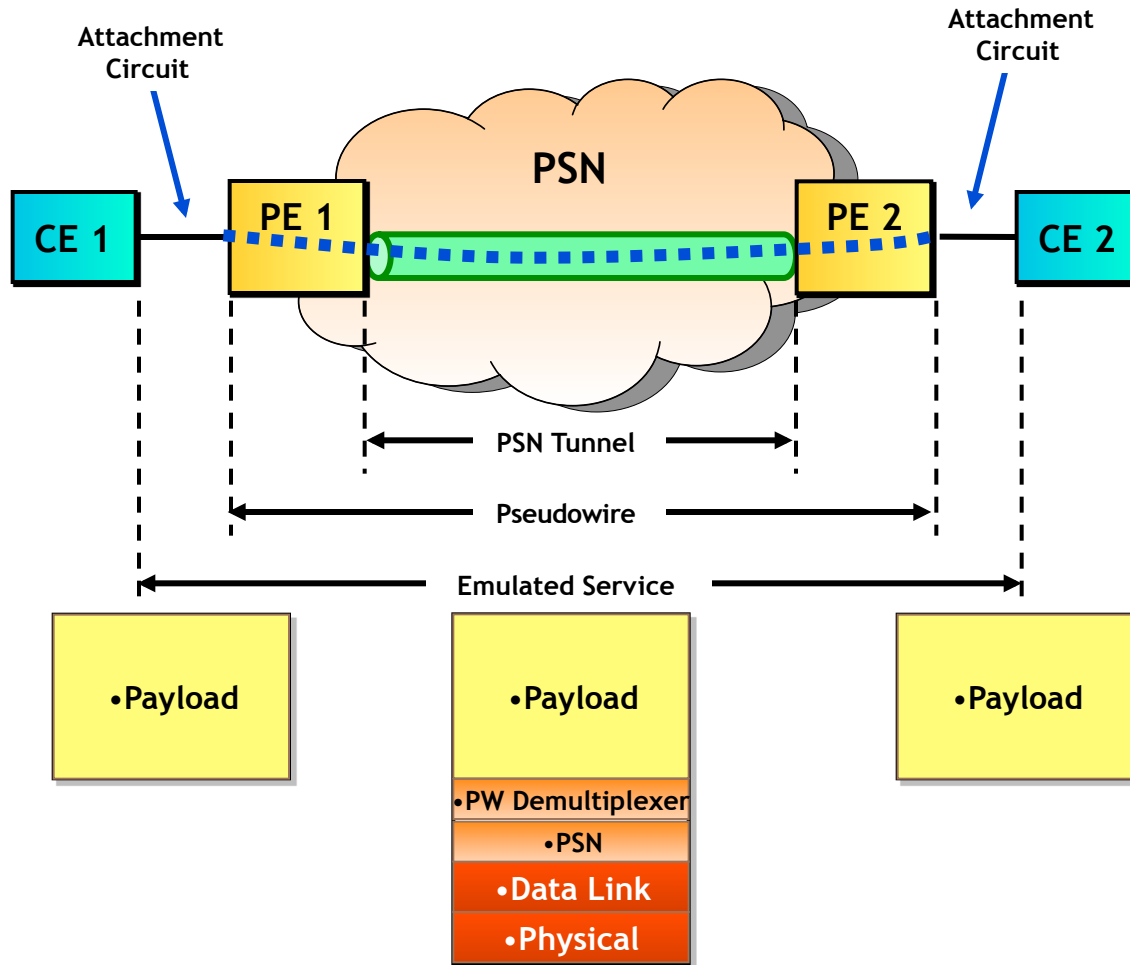 Attachment
Circuit
Attachment
Circuit
PSN
CE 1
PE 1
PE 2
CE 2
PSN Tunnel
Pseudowire
Emulated Service
•Payload
•Payload
•Payload
•PW Demultiplexer
•PSN
•Data Link
•Physical